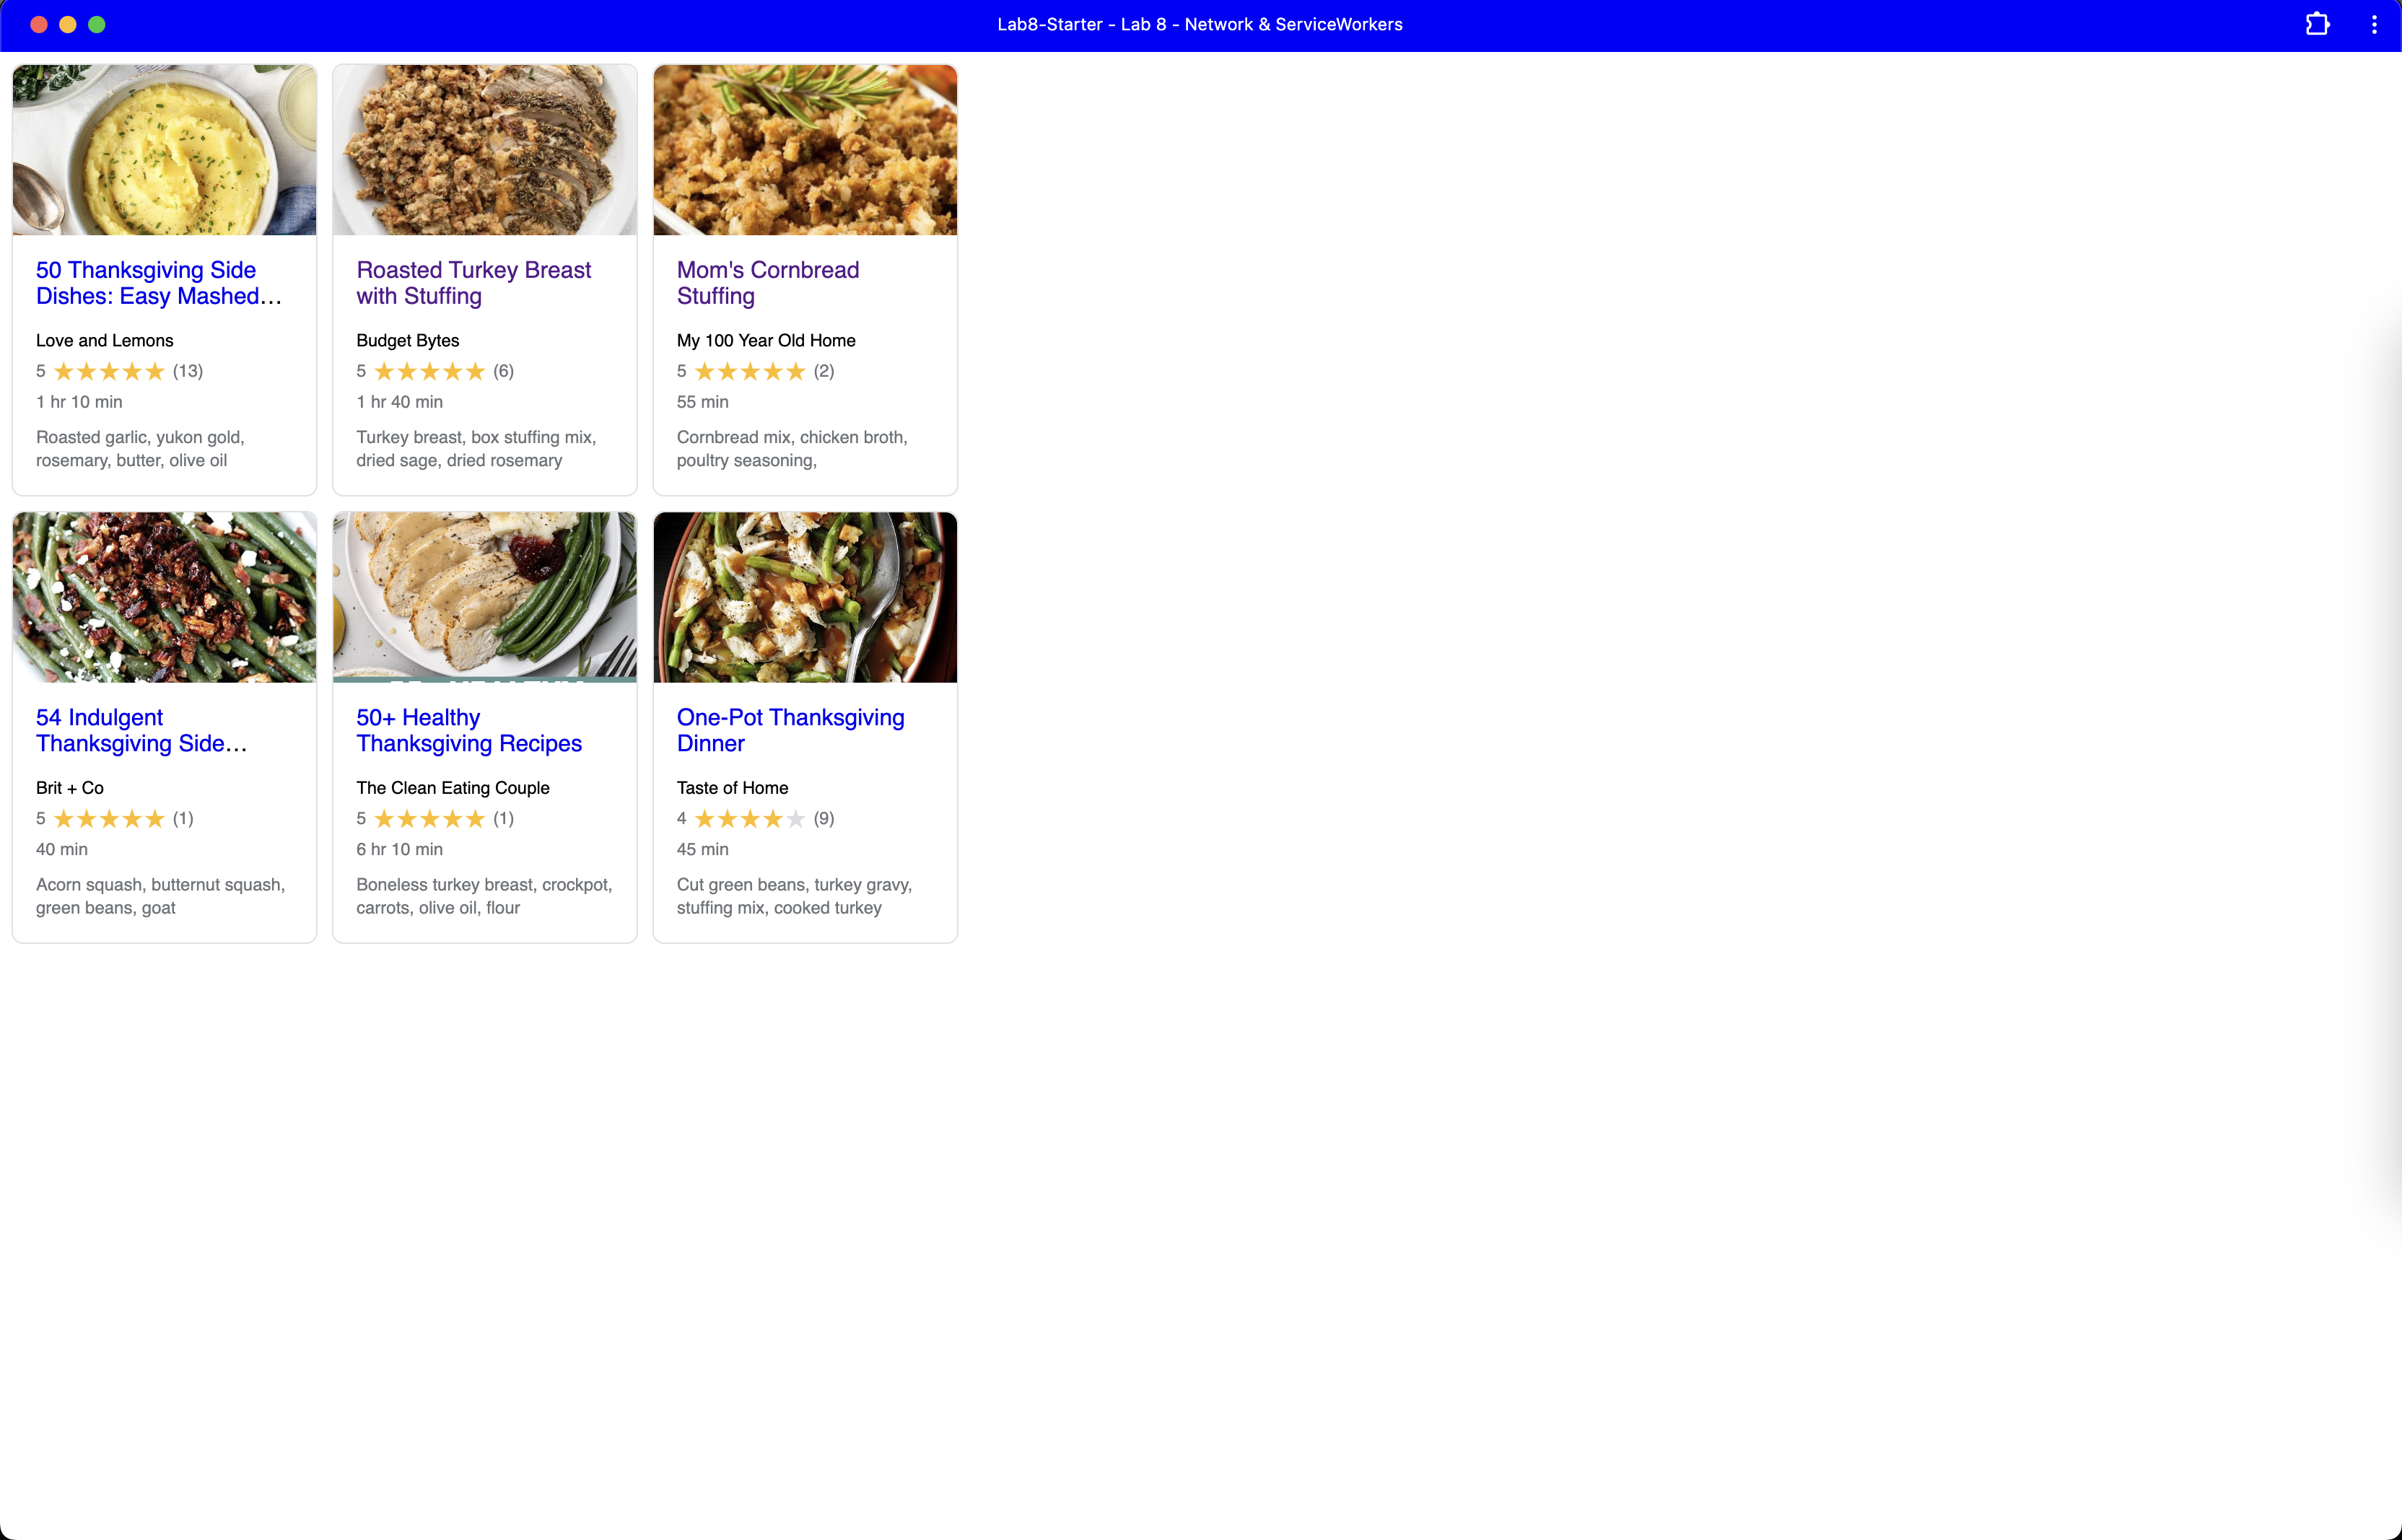 Lab8-Starter - Lab 8 - Network & ServiceWorkers
50 Thanksgiving Side
Dishes: Easy Mashed...
Love and Lemons
5 ★★★★★ (13)
1 hr 10 min
Roasted garlic, yukon gold,
rosemary, butter, olive oil
Roasted Turkey Breast
with Stuffing
Budget Bytes
5 ★★★★★ (6)
1 hr 40 min
Turkey breast, box stuffing mix,
dried sage, dried rosemary
Mom's Cornbread
Stuffing
My 100 Year Old Home
5 ★★★★★ (2)
55 min
Cornbread mix, chicken broth,
poultry seasoning,
54 Indulgent
Thanksgiving Side...
Brit + Co
5 ★★★★★ (1)
40 min
Acorn squash, butternut squash,
green beans, goat
50+ Healthy
Thanksgiving Recipes
The Clean Eating Couple
5 ★★★★★ (1)
6 hr 10 min
Boneless turkey breast, crockpot,
carrots, olive oil, flour
One-Pot Thanksgiving
Dinner
Taste of Home
4 ★★★★★ (9)
45 min
Cut green beans, turkey gravy,
stuffing mix, cooked turkey